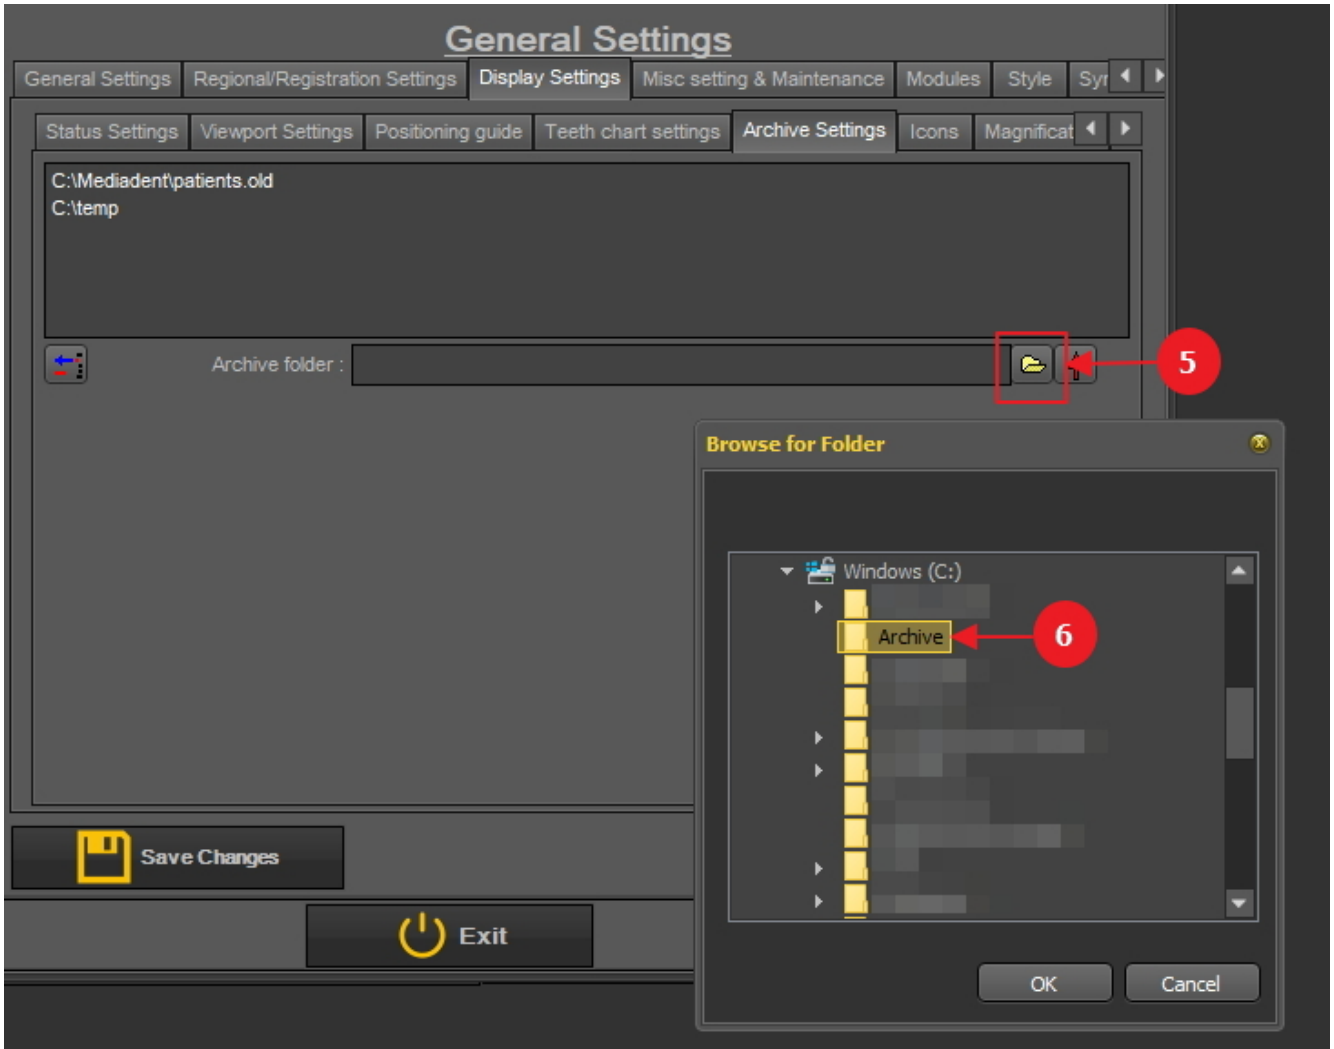 General Settings
General Settings Regional/Registration Settings Display Settings Misc setting & Maintenance Modules Style Syr
Status Settings Viewport Settings Positioning guide Teeth chart settings Archive Settings Icons Magnificat
C:\Mediadent\patients.old
C:\temp
Archive folder :
5
Browse for Folder
Windows (C:)
Archive
6
Save Changes
Exit
OK Cancel